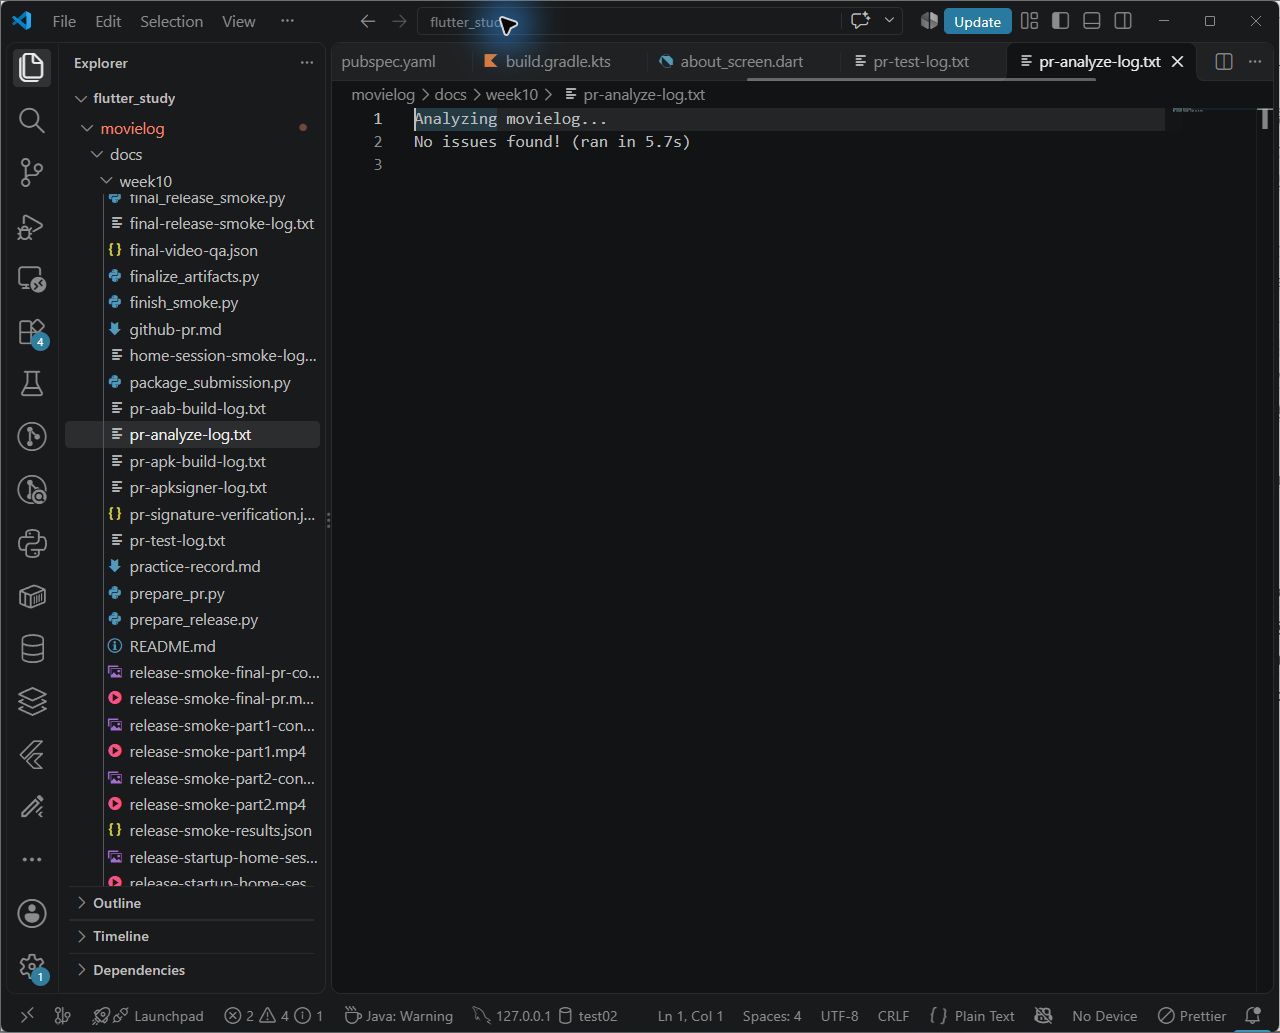 File Edit Selection View ··· flutter_stu Update
Explorer ···
flutter_study
movielog
docs
week10
final_release_smoke.py
final-release-smoke-log.txt
final-video-qa.json
finalize_artifacts.py
finish_smoke.py
github-pr.md
home-session-smoke-log...
package_submission.py
pr-aab-build-log.txt
pr-analyze-log.txt
pr-apk-build-log.txt
pr-apksigner-log.txt
pr-signature-verification.j...
pr-test-log.txt
practice-record.md
prepare_pr.py
prepare_release.py
README.md
release-smoke-final-pr-co...
release-smoke-final-pr.m...
release-smoke-part1-con...
release-smoke-part1.mp4
release-smoke-part2-con...
release-smoke-part2.mp4
release-smoke-results.json
release-startup-home-ses...
release-startup-home-ses
Outline
Timeline
Dependencies
4
1
pubspec.yaml build.gradle.kts about_screen.dart pr-test-log.txt pr-analyze-log.txt
movielog > docs > week10 > pr-analyze-log.txt
1 Analyzing movielog...
2 No issues found! (ran in 5.7s)
3
Launchpad 2 4 1 Java: Warning 127.0.0.1 test02 Ln 1, Col 1 Spaces: 4 UTF-8 CRLF { } Plain Text No Device Prettier